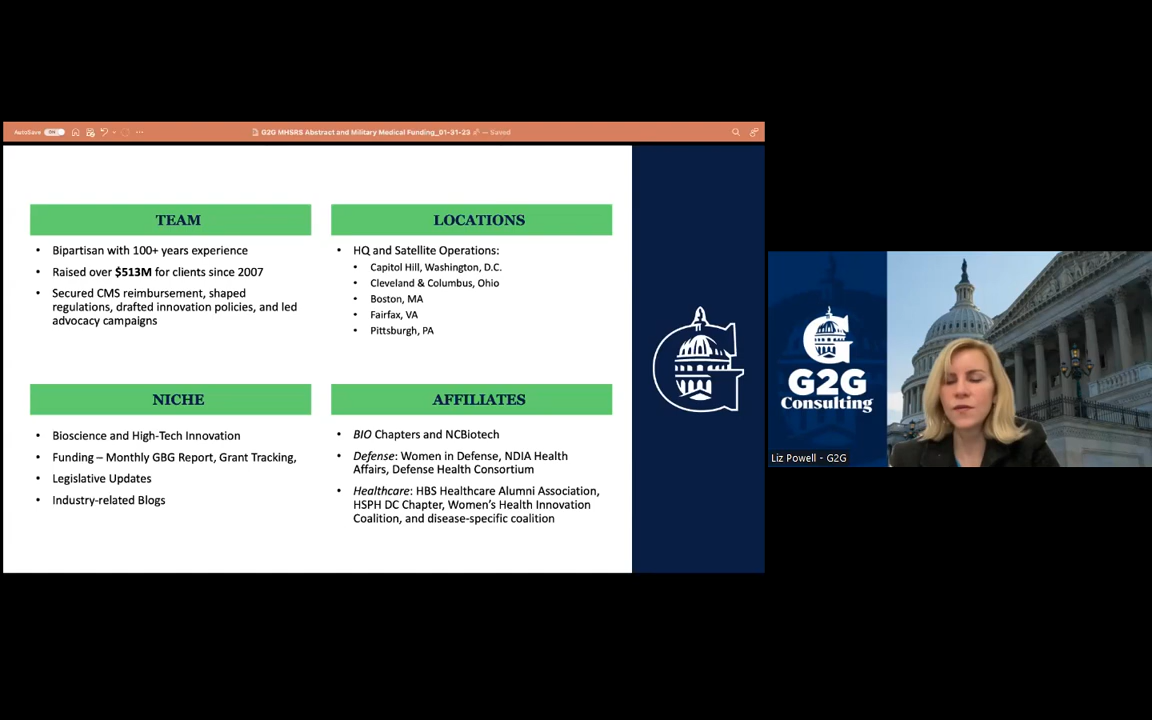 AutoSave ON
G2G MHSRS Abstract and Military Medical Funding_01-31-23 — Saved
TEAM
• Bipartisan with 100+ years experience
• Raised over $513M for clients since 2007
• Secured CMS reimbursement, shaped
regulations, drafted innovation policies, and led
advocacy campaigns
LOCATIONS
• HQ and Satellite Operations:
• Capitol Hill, Washington, D.C.
• Cleveland & Columbus, Ohio
• Boston, MA
• Fairfax, VA
• Pittsburgh, PA
NICHE
• Bioscience and High-Tech Innovation
• Funding – Monthly GBG Report, Grant Tracking,
• Legislative Updates
• Industry-related Blogs
AFFILIATES
• BIO Chapters and NCBiotech
• Defense: Women in Defense, NDIA Health
Affairs, Defense Health Consortium
• Healthcare: HBS Healthcare Alumni Association,
HSPH DC Chapter, Women's Health Innovation
Coalition, and disease-specific coalition
G2G
Consulting
Liz Powell - G2G